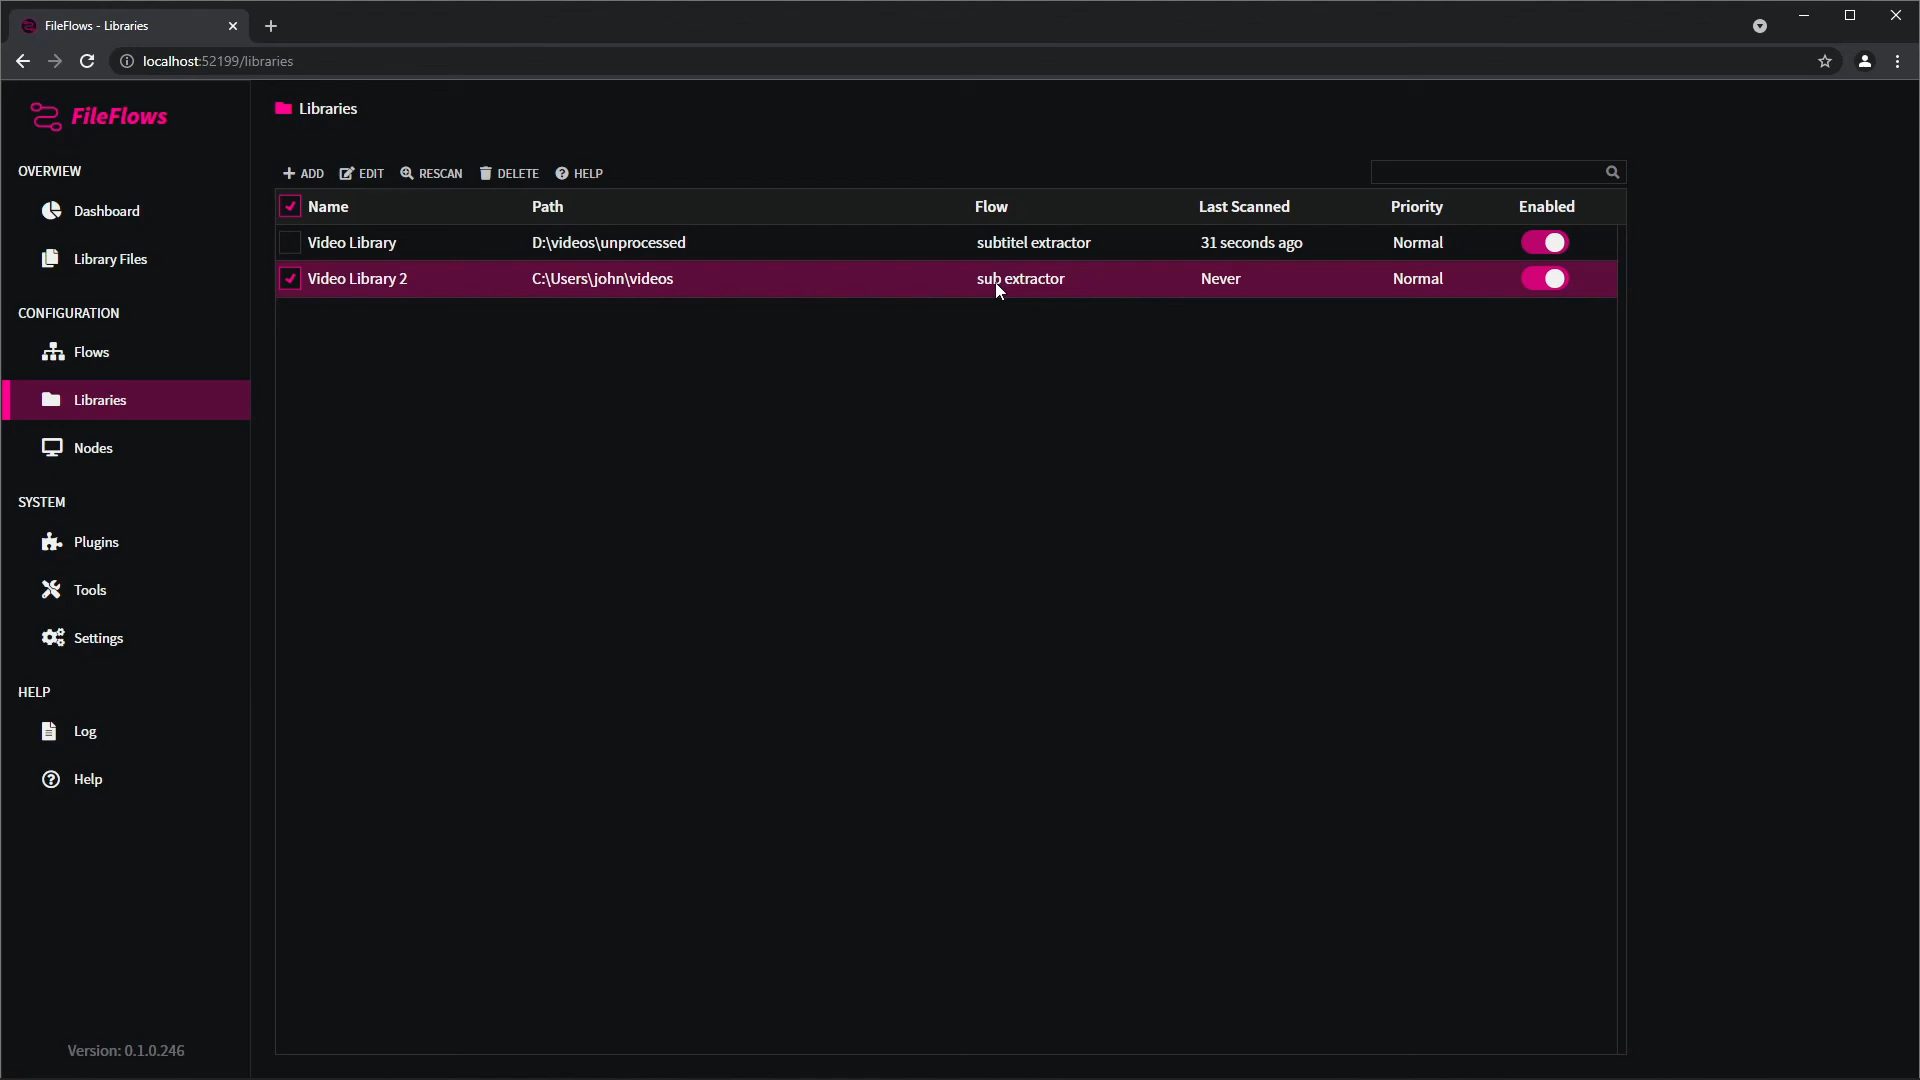 FileFlows - Libraries
localhost:52199/libraries
FileFlows
Libraries
OVERVIEW
Dashboard
Library Files
CONFIGURATION
Flows
Libraries
Nodes
SYSTEM
Plugins
Tools
Settings
HELP
Log
Help
Version: 0.1.0.246
ADD EDIT RESCAN DELETE HELP
Name Path Flow Last Scanned Priority Enabled
Video Library D:\videos\unprocessed subtitel extractor 31 seconds ago Normal
Video Library 2 C:\Users\john\videos sub extractor Never Normal